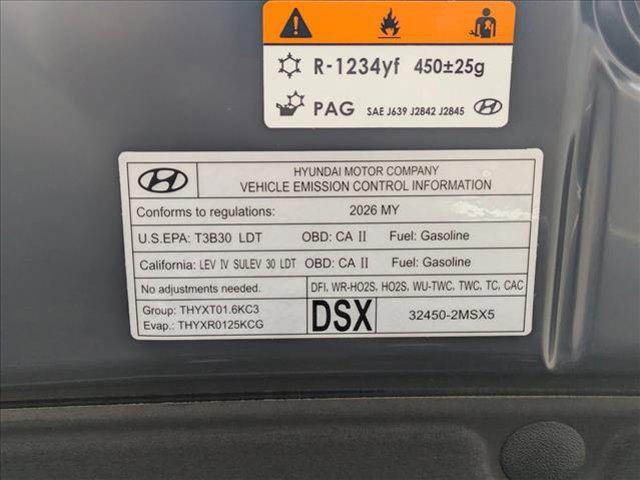 R-1234yf 450±25g
PAG SAE J639 J2842 J2845
HYUNDAI MOTOR COMPANY
VEHICLE EMISSION CONTROL INFORMATION
Conforms to regulations: 2026 MY
U.S.EPA: T3B30 LDT OBD: CA II Fuel: Gasoline
California: LEV IV SULEV 30 LDT OBD: CA II Fuel: Gasoline
No adjustments needed. DFI, WR-HO2S, HO2S, WU-TWC, TWC, TC, CAC
Group: THYXT01.6KC3
Evap.: THYXR0125KCG
DSX 32450-2MSX5